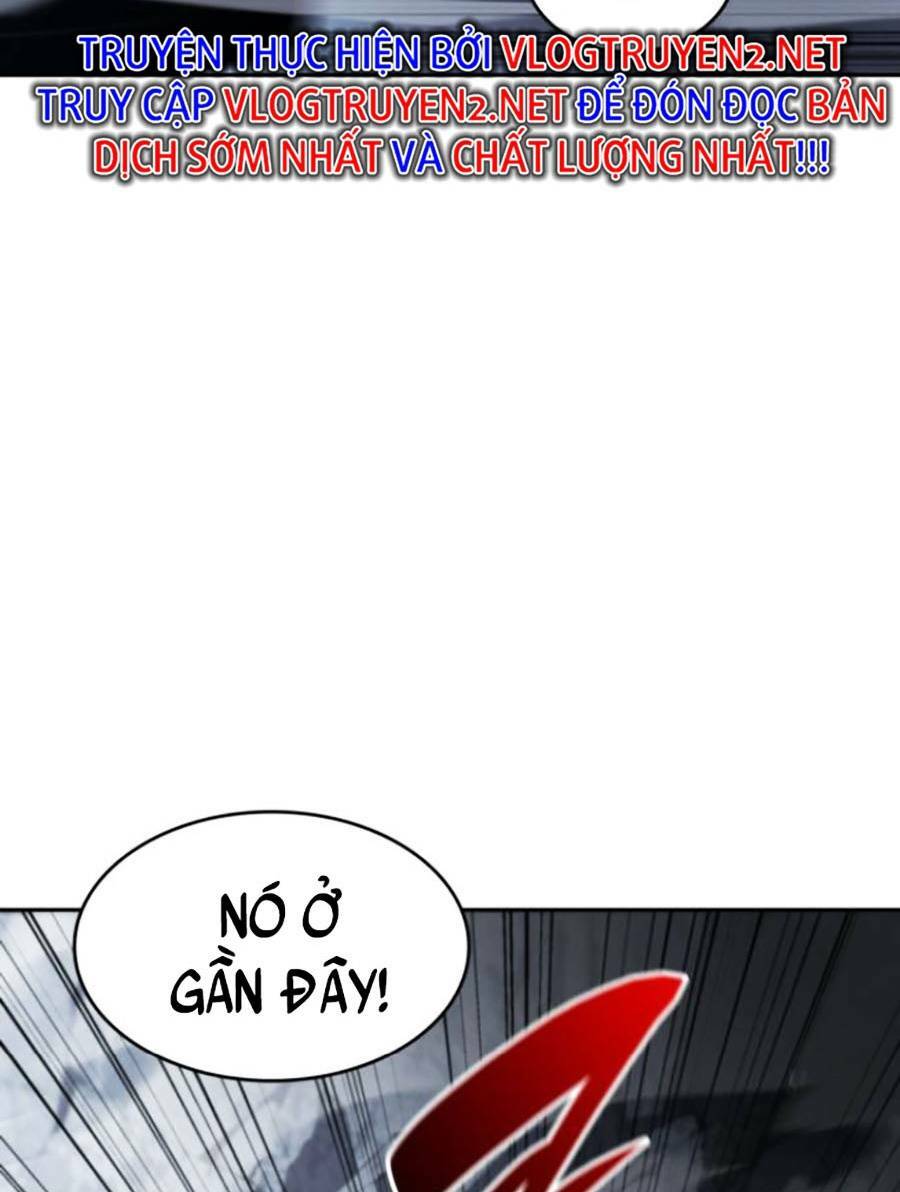 TRUYỆN THỰC HIỆN BỞI VLOGTRUYEN2.NET
TRUY CẬP VLOGTRUYEN2.NET ĐỂ ĐÓN ĐỌC BẢN
DỊCH SỚM NHẤT VÀ CHẤT LƯỢNG NHẤT!!!
NÓ Ở
GẦN ĐÂY!